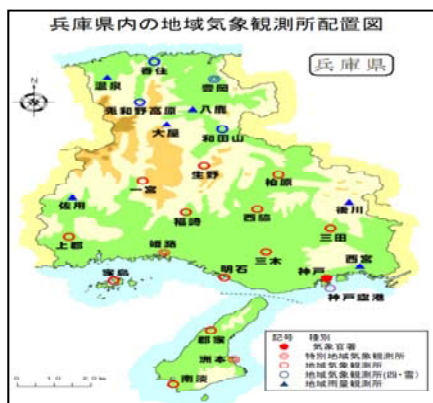 兵庫県内の地域気象観測所配置図
兵庫県
香住
温泉
豊岡
兎和野高原
八鹿
大屋
和田山
生野
柏原
一宮
佐用
福崎
西脇
後川
上郡
姫路
三木
三田
西宮
家島
明石
神戸
神戸空港
郡家
洲本
南淡
N
0
20km
記号 種別
気象官署
特別地域気象観測所
地域気象観測所
地域気象観測所(四・雪)
地域雨量観測所